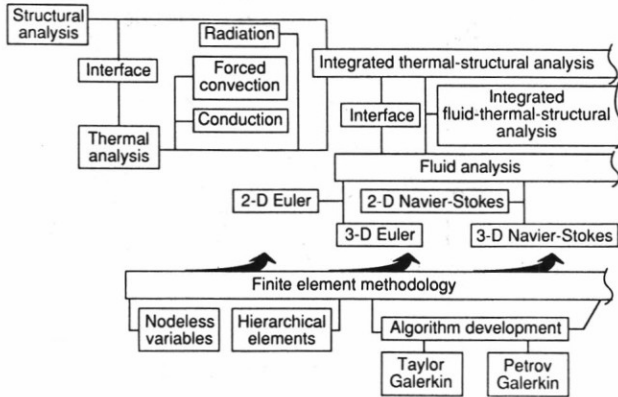 Structural
analysis
Radiation
Interface
Forced
convection
Integrated thermal-structural analysis
Conduction
Interface
Integrated
fluid-thermal-structural
analysis
Thermal
analysis
Fluid analysis
2-D Euler
2-D Navier-Stokes
3-D Euler
3-D Navier-Stokes
Finite element methodology
Nodeless
variables
Hierarchical
elements
Algorithm development
Taylor
Galerkin
Petrov
Galerkin